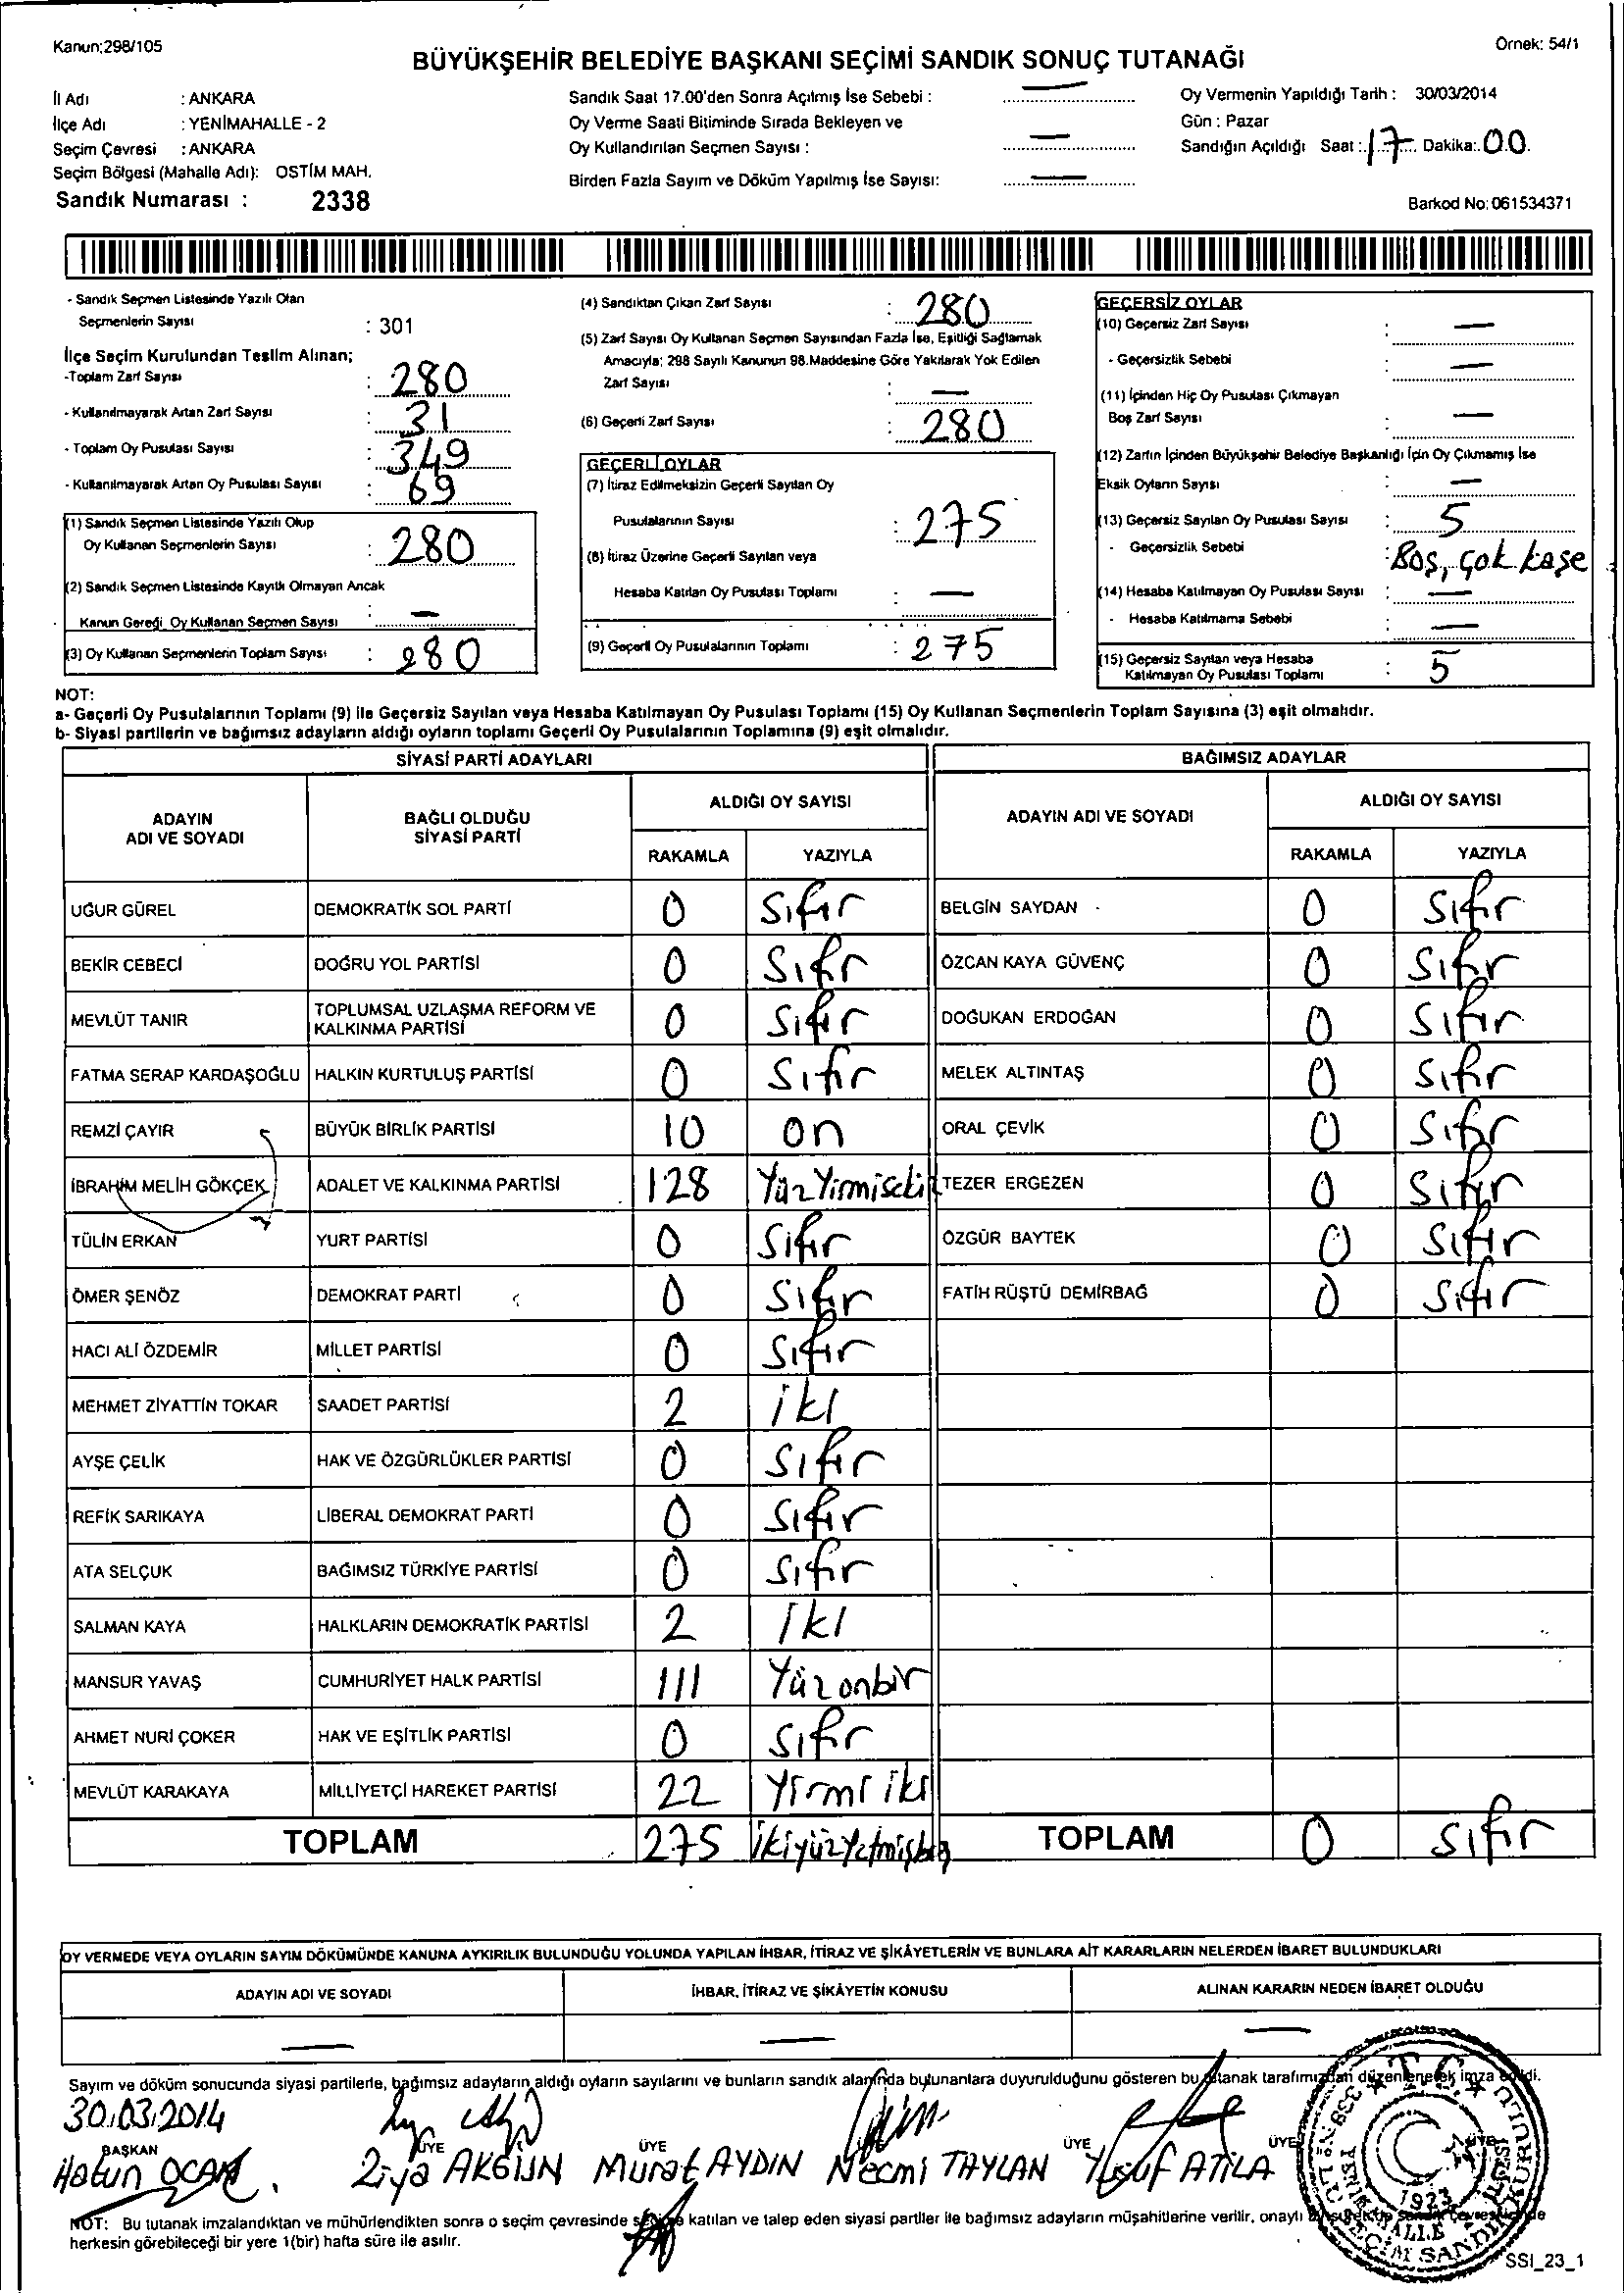 Kanun:298/105
Örnek: 54/1
BÜYÜKŞEHİR BELEDİYE BAŞKANI SEÇİMİ SANDIK SONUÇ TUTANAĞI
İl Adı : ANKARA
İlçe Adı : YENİMAHALLE - 2
Seçim Çevresi : ANKARA
Seçim Bölgesi (Mahalle Adı): OSTİM MAH.
Sandık Numarası : 2338
Sandık Saat 17.00'den Sonra Açılmış İse Sebebi : —
Oy Verme Saati Bitiminde Sırada Bekleyen ve
Oy Kullandırılan Seçmen Sayısı : —
Birden Fazla Sayım ve Döküm Yapılmış İse Sayısı: —
Oy Vermenin Yapıldığı Tarih : 30/03/2014
Gün : Pazar
Sandığın Açıldığı Saat : 17 Dakika: 00
Barkod No: 061534371
- Sandık Seçmen Listesinde Yazılı Olan
Seçmenlerin Sayısı : 301
İlçe Seçim Kurulundan Teslim Alınan;
-Toplam Zarf Sayısı : 280
- Kullanılmayarak Artan Zarf Sayısı : 31
- Toplam Oy Pusulası Sayısı : 349
- Kullanılmayarak Artan Oy Pusulası Sayısı : 69
(1) Sandık Seçmen Listesinde Yazılı Olup
Oy Kullanan Seçmenlerin Sayısı : 280
(2) Sandık Seçmen Listesinde Kayıtlı Olmayan Ancak
Kanun Gereği Oy Kullanan Seçmen Sayısı : —
(3) Oy Kullanan Seçmenlerin Toplam Sayısı : 280
(4) Sandıktan Çıkan Zarf Sayısı : 280
(5) Zarf Sayısı Oy Kullanan Seçmen Sayısından Fazla İse, Eşitliği Sağlamak
Amacıyla; 298 Sayılı Kanunun 98.Maddesine Göre Yakılarak Yok Edilen
Zarf Sayısı : —
(6) Geçerli Zarf Sayısı : 280
GEÇERLİ OYLAR
(7) İtiraz Edilmeksizin Geçerli Sayılan Oy
Pusulalarının Sayısı : 275
(8) İtiraz Üzerine Geçerli Sayılan veya
Hesaba Katılan Oy Pusulası Toplamı : —
(9) Geçerli Oy Pusulalarının Toplamı : 275
GEÇERSİZ OYLAR
(10) Geçersiz Zarf Sayısı : —
- Geçersizlik Sebebi : —
(11) İçinden Hiç Oy Pusulası Çıkmayan
Boş Zarf Sayısı : —
(12) Zarfın İçinden Büyükşehir Belediye Başkanlığı İçin Oy Çıkmamış İse
Eksik Oyların Sayısı : —
(13) Geçersiz Sayılan Oy Pusulası Sayısı : 5
- Geçersizlik Sebebi : Boş, çok kaşe
(14) Hesaba Katılmayan Oy Pusulası Sayısı : —
- Hesaba Katılmama Sebebi : —
(15) Geçersiz Sayılan veya Hesaba
Katılmayan Oy Pusulası Toplamı : 5
NOT:
a- Geçerli Oy Pusulalarının Toplamı (9) ile Geçersiz Sayılan veya Hesaba Katılmayan Oy Pusulası Toplamı (15) Oy Kullanan Seçmenlerin Toplam Sayısına (3) eşit olmalıdır.
b- Siyasi partilerin ve bağımsız adayların aldığı oyların toplamı Geçerli Oy Pusulalarının Toplamına (9) eşit olmalıdır.
SİYASİ PARTİ ADAYLARI
ADAYIN
ADI VE SOYADI
BAĞLI OLDUĞU
SİYASİ PARTİ
ALDIĞI OY SAYISI
RAKAMLA YAZIYLA
UĞUR GÜREL DEMOKRATİK SOL PARTİ 0 Sıfır
BEKİR CEBECİ DOĞRU YOL PARTİSİ 0 Sıfır
MEVLÜT TANIR TOPLUMSAL UZLAŞMA REFORM VE
KALKINMA PARTİSİ 0 Sıfır
FATMA SERAP KARDAŞOĞLU HALKIN KURTULUŞ PARTİSİ 0 Sıfır
REMZİ ÇAYIR BÜYÜK BİRLİK PARTİSİ 10 on
İBRAHİM MELİH GÖKÇEK ADALET VE KALKINMA PARTİSİ 128 Yüzyirmisekiz
TÜLİN ERKAN YURT PARTİSİ 0 Sıfır
ÖMER ŞENÖZ DEMOKRAT PARTİ 0 Sıfır
HACI ALİ ÖZDEMİR MİLLET PARTİSİ 0 Sıfır
MEHMET ZİYATTİN TOKAR SAADET PARTİSİ 2 iki
AYŞE ÇELİK HAK VE ÖZGÜRLÜKLER PARTİSİ 0 Sıfır
REFİK SARIKAYA LİBERAL DEMOKRAT PARTİ 0 Sıfır
ATA SELÇUK BAĞIMSIZ TÜRKİYE PARTİSİ 0 Sıfır
SALMAN KAYA HALKLARIN DEMOKRATİK PARTİSİ 2 İki
MANSUR YAVAŞ CUMHURİYET HALK PARTİSİ 111 Yüzonbir
AHMET NURİ ÇOKER HAK VE EŞİTLİK PARTİSİ 0 Sıfır
MEVLÜT KARAKAYA MİLLİYETÇİ HAREKET PARTİSİ 22 Yirmi iki
TOPLAM 275 ikiyüzyetmişbeş
BAĞIMSIZ ADAYLAR
ADAYIN ADI VE SOYADI
ALDIĞI OY SAYISI
RAKAMLA YAZIYLA
BELGİN SAYDAN 0 Sıfır
ÖZCAN KAYA GÜVENÇ 0 Sıfır
DOĞUKAN ERDOĞAN 0 Sıfır
MELEK ALTINTAŞ 0 Sıfır
ORAL ÇEVİK 0 Sıfır
TEZER ERGEZEN 0 Sıfır
ÖZGÜR BAYTEK 0 Sıfır
FATİH RÜŞTÜ DEMİRBAĞ 0 Sıfır
TOPLAM 0 Sıfır
OY VERMEDE VEYA OYLARIN SAYIM DÖKÜMÜNDE KANUNA AYKIRILIK BULUNDUĞU YOLUNDA YAPILAN İHBAR, İTİRAZ VE ŞİKÂYETLERİN VE BUNLARA AİT KARARLARIN NELERDEN İBARET BULUNDUKLARI
ADAYIN ADI VE SOYADI İHBAR, İTİRAZ VE ŞİKÂYETİN KONUSU ALINAN KARARIN NEDEN İBARET OLDUĞU
— — —
Sayım ve döküm sonucunda siyasi partilerle, bağımsız adayların aldığı oyların sayılarını ve bunların sandık alanında bulunanlara duyurulduğunu gösteren bu tutanak tarafımızdan düzenlenerek imza edildi.
30.03.2014
BAŞKAN ÜYE ÜYE ÜYE ÜYE ÜYE
Hatun OCAK Ziya AKGÜN Murat AYDIN Necmi TAYLAN Yusuf ATİLA
T.C.
1923
NOT: Bu tutanak imzalandıktan ve mühürlendikten sonra o seçim çevresinde seçime katılan ve talep eden siyasi partiler ile bağımsız adayların müşahitlerine verilir, onaylı
herkesin görebileceği bir yere 1(bir) hafta süre ile asılır.
SSI_23_1